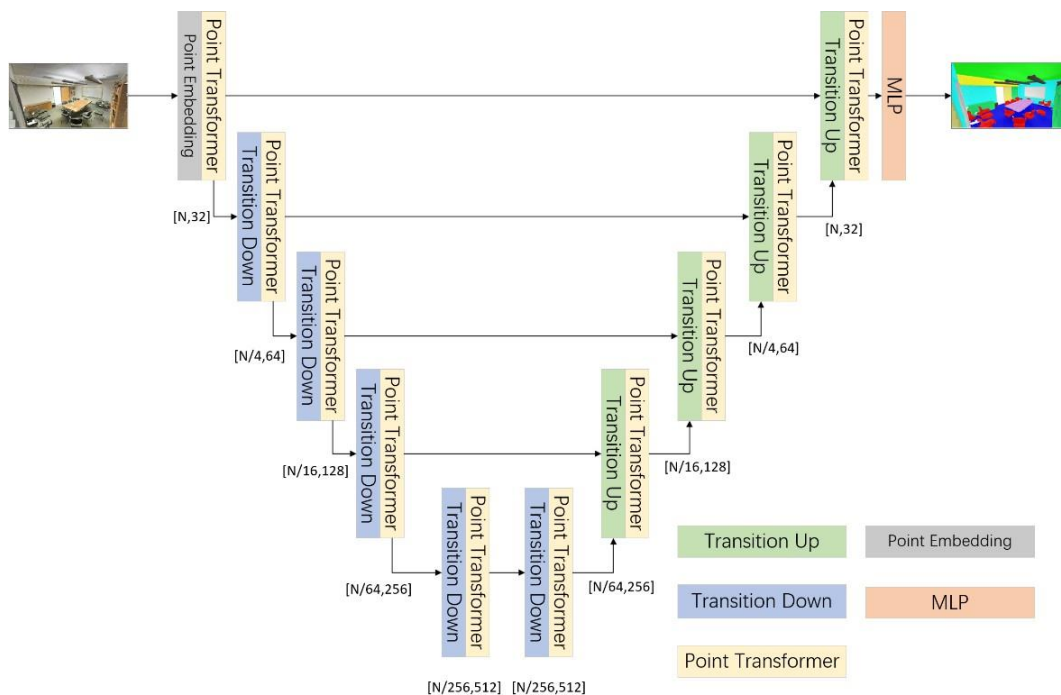 Point Embedding
Point Transformer
Transition Up
Point Transformer
MLP
Transition Down
Point Transformer
Transition Up
Point Transformer
[N,32]
[N,32]
Transition Down
Point Transformer
Transition Up
Point Transformer
[N/4,64]
[N/4,64]
Transition Down
Point Transformer
Transition Up
Point Transformer
[N/16,128]
[N/16,128]
Transition Down
Point Transformer
Transition Down
Point Transformer
[N/64,256]
[N/64,256]
[N/256,512]
[N/256,512]
Transition Up
Point Embedding
Transition Down
MLP
Point Transformer